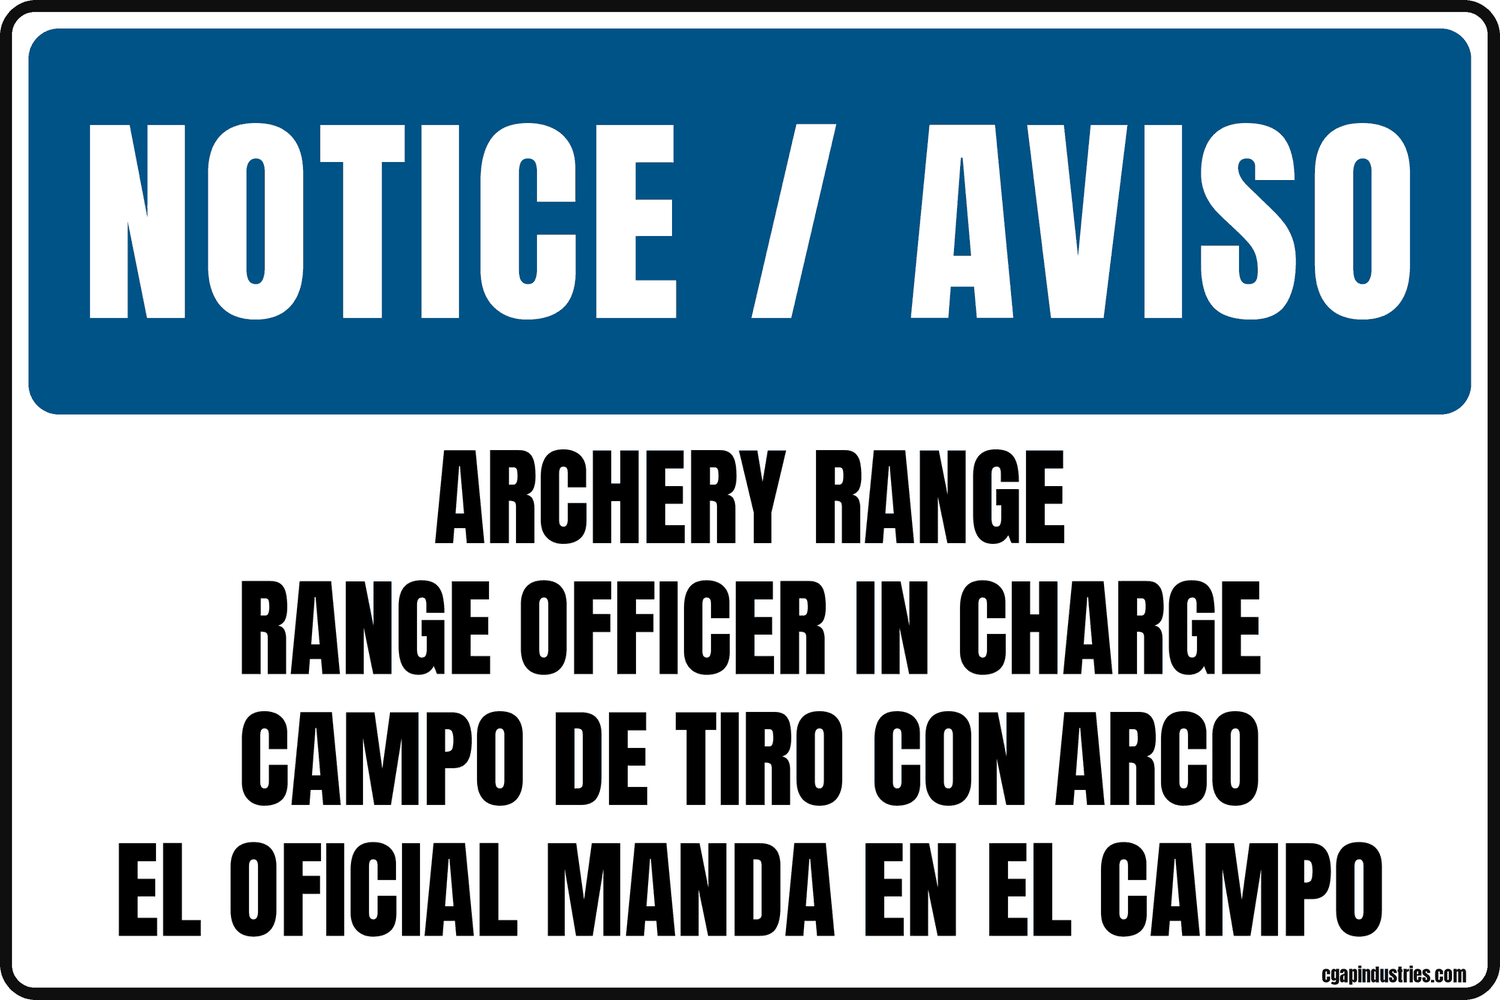 NOTICE / AVISO
ARCHERY RANGE
RANGE OFFICER IN CHARGE
CAMPO DE TIRO CON ARCO
EL OFICIAL MANDA EN EL CAMPO
cgapindustries.com